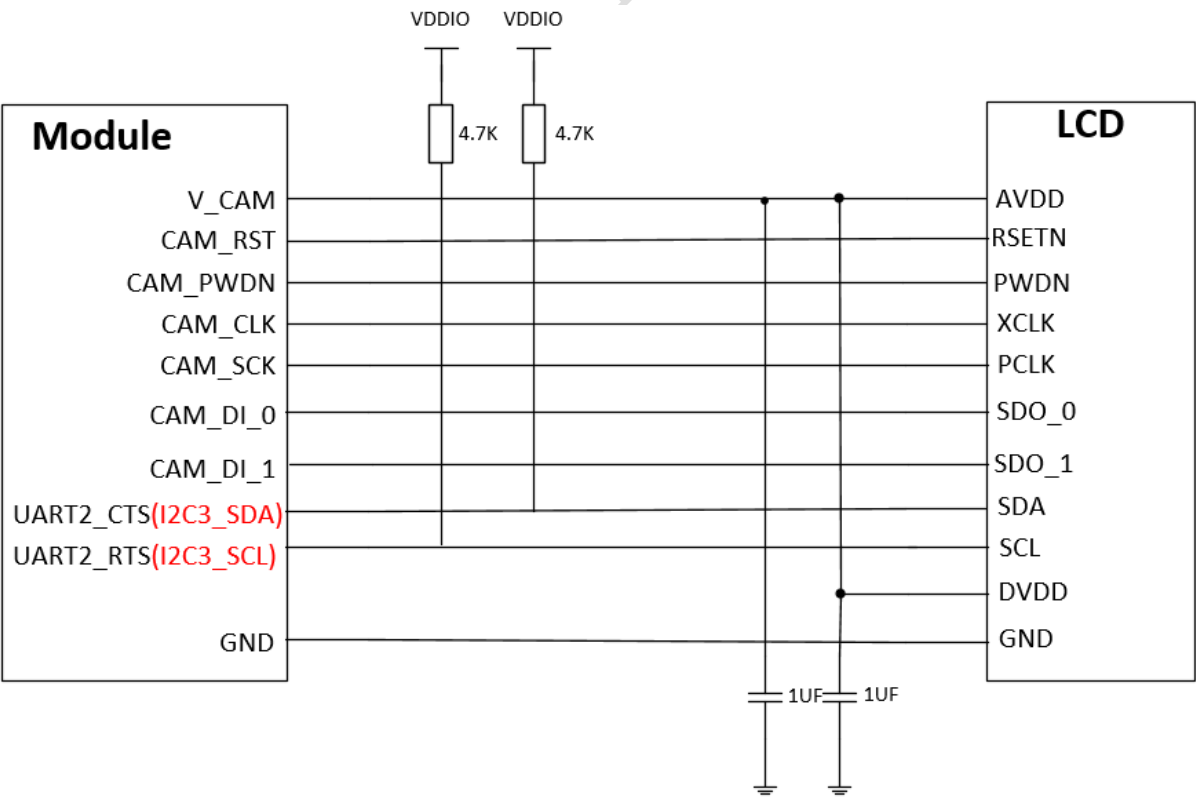 VDDIO VDDIO
4.7K 4.7K
Module
LCD
V_CAM AVDD
CAM_RST RSETN
CAM_PWDN PWDN
CAM_CLK XCLK
CAM_SCK PCLK
CAM_DI_0 SDO_0
CAM_DI_1 SDO_1
UART2_CTS(I2C3_SDA) SDA
UART2_RTS(I2C3_SCL) SCL
DVDD
GND GND
1UF 1UF